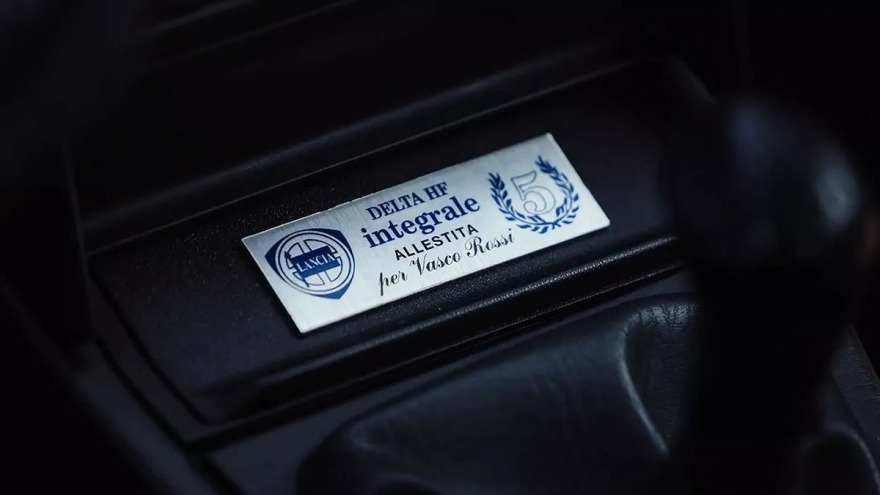 LANCIA
DELTA HF
integrale
ALLESTITA
per Vasco Rossi
5